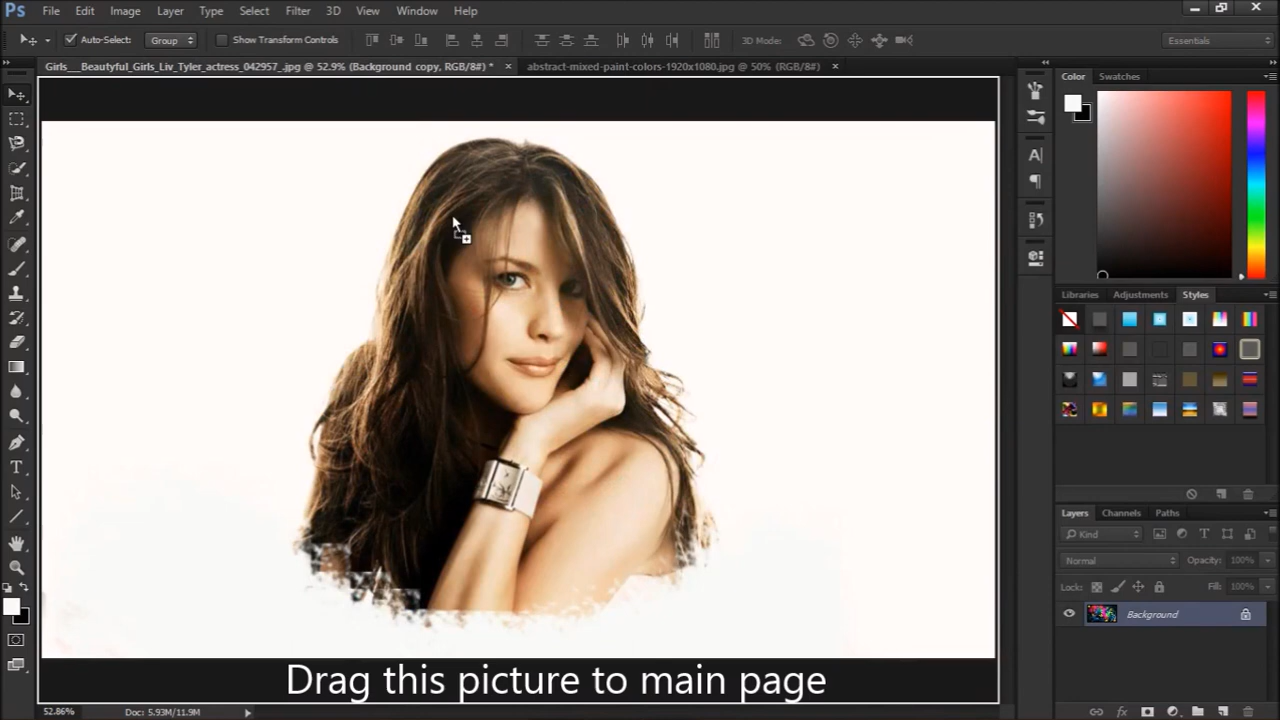 Ps File Edit Image Layer Type Select Filter 3D View Window Help
Auto-Select: Group Show Transform Controls 3D Mode: Essentials
Girls___Beautyful_Girls_Liv_Tyler_actress_042957_.jpg @ 52.9% (Background copy, RGB/8#) * × abstract-mixed-paint-colors-1920x1080.jpg @ 50% (RGB/8#) ×
Color Swatches
Libraries Adjustments Styles
Layers Channels Paths
Kind
Normal Opacity: 100%
Lock: Fill: 100%
Background
Drag this picture to main page
52.86% Doc: 5.93M/11.9M